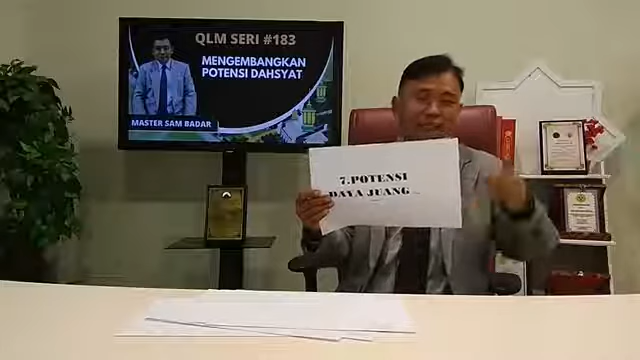 QLM SERI #183
MENGEMBANGKAN
POTENSI DAHSYAT
MASTER SAM BADAR
7.POTENSI
DAYA JUANG